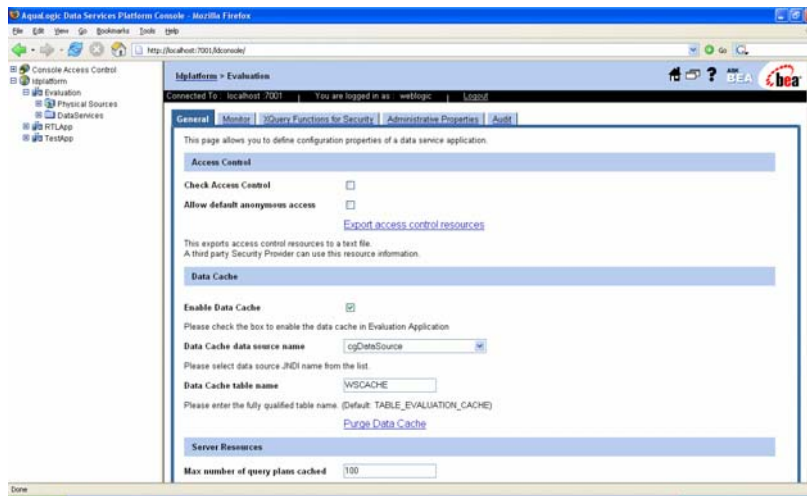 AquaLogic Data Services Platform Console - Mozilla Firefox
File Edit View Go Bookmarks Tools Help
http://localhost:7001/ldconsole/
Go
Console Access Control
ldplatform
Evaluation
Physical Sources
DataServices
RTLApp
TestApp
ldplatform > Evaluation
bea
Connected To : localhost :7001 | You are logged in as : weblogic | Logout
General Monitor XQuery Functions for Security Administrative Properties Audit
This page allows you to define configuration properties of a data service application.
Access Control
Check Access Control
Allow default anonymous access
Export access control resources
This exports access control resources to a text file.
A third party Security Provider can use this resource information.
Data Cache
Enable Data Cache
Please check the box to enable the data cache in Evaluation Application
Data Cache data source name cgDataSource
Please select data source JNDI name from the list.
Data Cache table name WSCACHE
Please enter the fully qualified table name. (Default: TABLE_EVALUATION_CACHE)
Purge Data Cache
Server Resources
Max number of query plans cached 100
Done